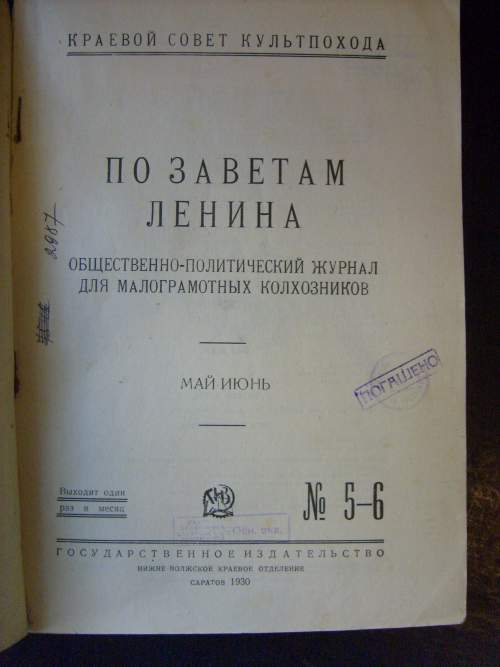 КРАЕВОЙ СОВЕТ КУЛЬТПОХОДА
ПО ЗАВЕТАМ
ЛЕНИНА
2987
ОБЩЕСТВЕННО-ПОЛИТИЧЕСКИЙ ЖУРНАЛ
ДЛЯ МАЛОГРАМОТНЫХ КОЛХОЗНИКОВ
МАЙ ИЮНЬ
ПОГАШЕНО
Выходит один
раз в месяц
№ 5–6
ГОСУДАРСТВЕННОЕ ИЗДАТЕЛЬСТВО
НИЖНЕ-ВОЛЖСКОЕ КРАЕВОЕ ОТДЕЛЕНИЕ
САРАТОВ 1930